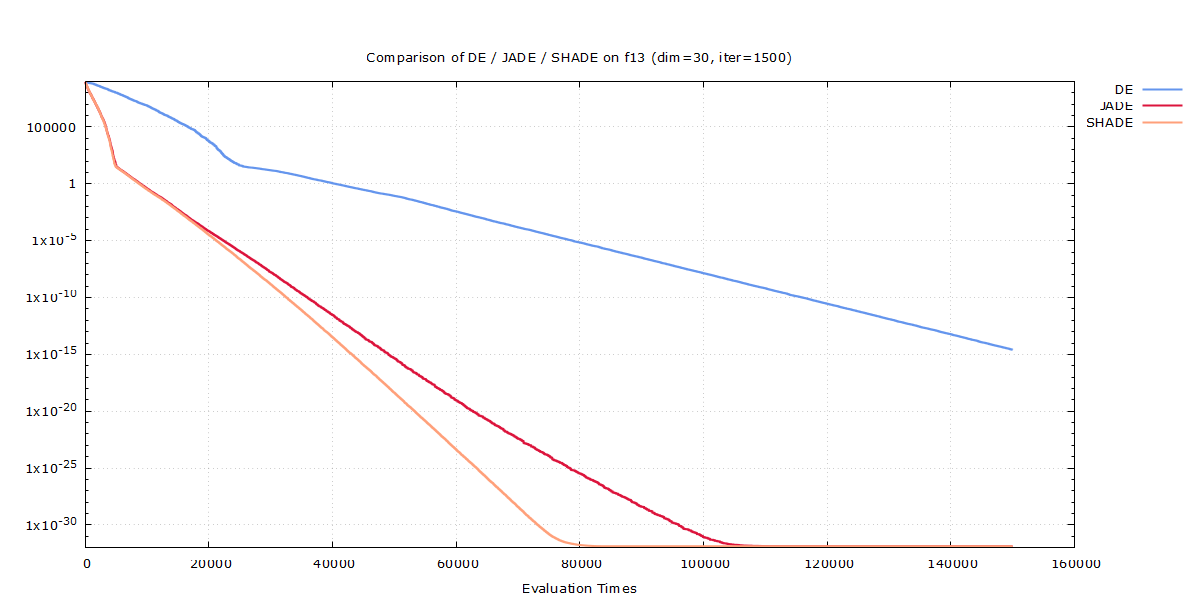 Comparison of DE / JADE / SHADE on f13 (dim=30, iter=1500)
DE
JADE
SHADE
100000
1
1x10^-5
1x10^-10
1x10^-15
1x10^-20
1x10^-25
1x10^-30
0 20000 40000 60000 80000 100000 120000 140000 160000
Evaluation Times